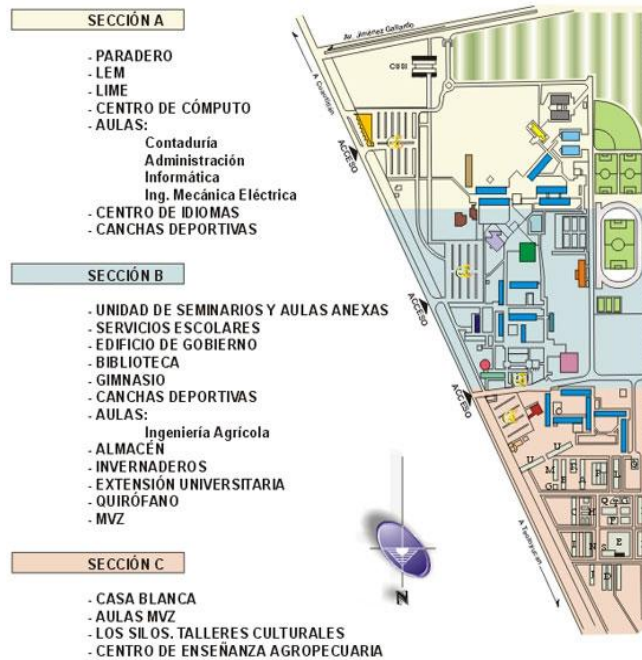 SECCIÓN A
- PARADERO
- LEM
- LIME
- CENTRO DE CÓMPUTO
- AULAS:
Contaduría
Administración
Informática
Ing. Mecánica Eléctrica
- CENTRO DE IDIOMAS
- CANCHAS DEPORTIVAS
SECCIÓN B
- UNIDAD DE SEMINARIOS Y AULAS ANEXAS
- SERVICIOS ESCOLARES
- EDIFICIO DE GOBIERNO
- BIBLIOTECA
- GIMNASIO
- CANCHAS DEPORTIVAS
- AULAS:
Ingeniería Agrícola
- ALMACÉN
- INVERNADEROS
- EXTENSIÓN UNIVERSITARIA
- QUIRÓFANO
- MVZ
SECCIÓN C
- CASA BLANCA
- AULAS MVZ
- LOS SILOS. TALLERES CULTURALES
- CENTRO DE ENSEÑANZA AGROPECUARIA
Av. Jiménez Gallardo
A Cuautitlán
ACCESO
ACCESO
ACCESO
A Teoloyucan
N